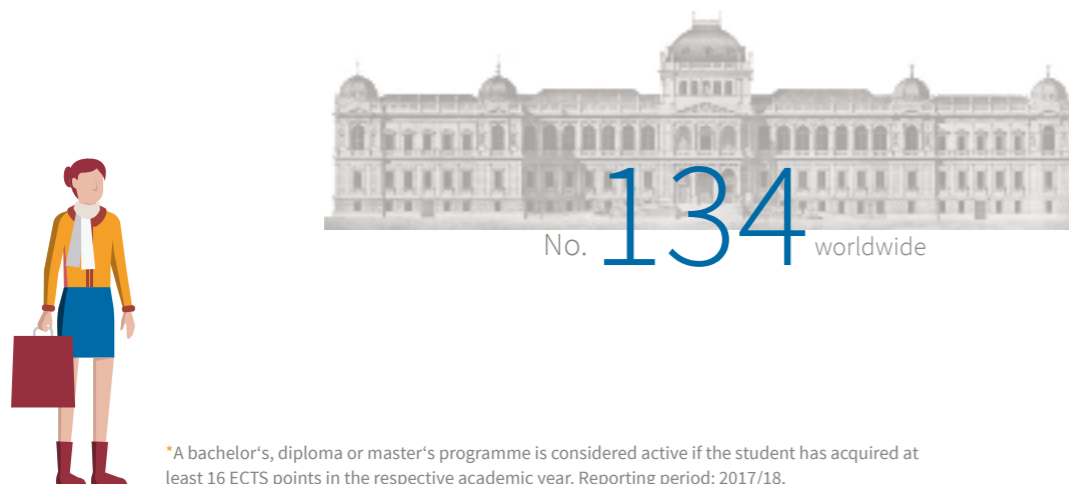 No. 134 worldwide
*A bachelor‘s, diploma or master‘s programme is considered active if the student has acquired at
least 16 ECTS points in the respective academic year. Reporting period: 2017/18.